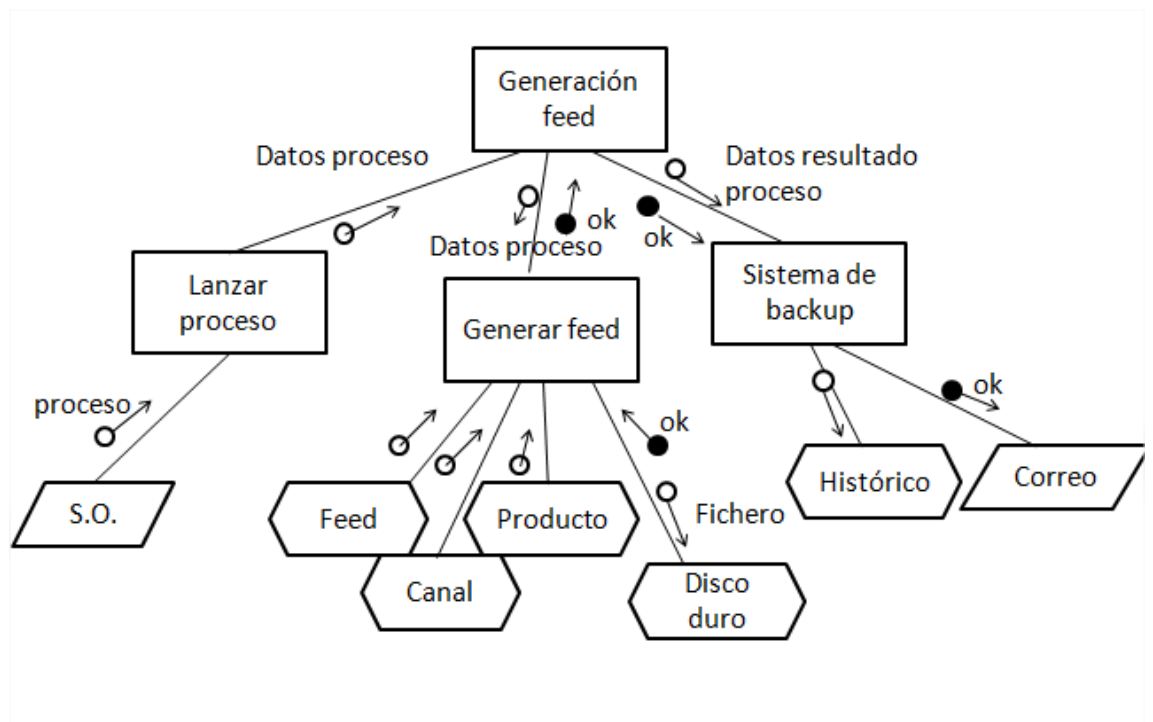 Generación
feed
Datos proceso
Datos resultado
proceso
ok
ok
Datos proceso
Lanzar
proceso
Generar feed
Sistema de
backup
proceso
ok
ok
S.O.
Feed
Producto
Canal
Fichero
Disco
duro
Histórico
Correo